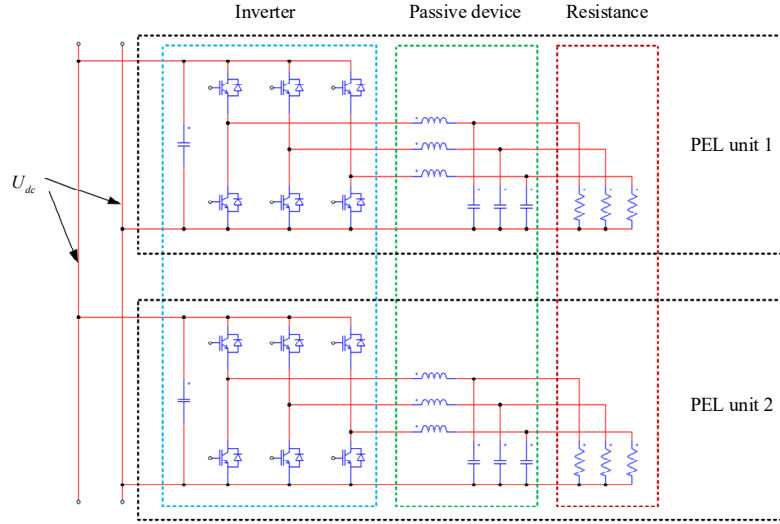 Inverter
Passive device
Resistance
PEL unit 1
U_dc
PEL unit 2